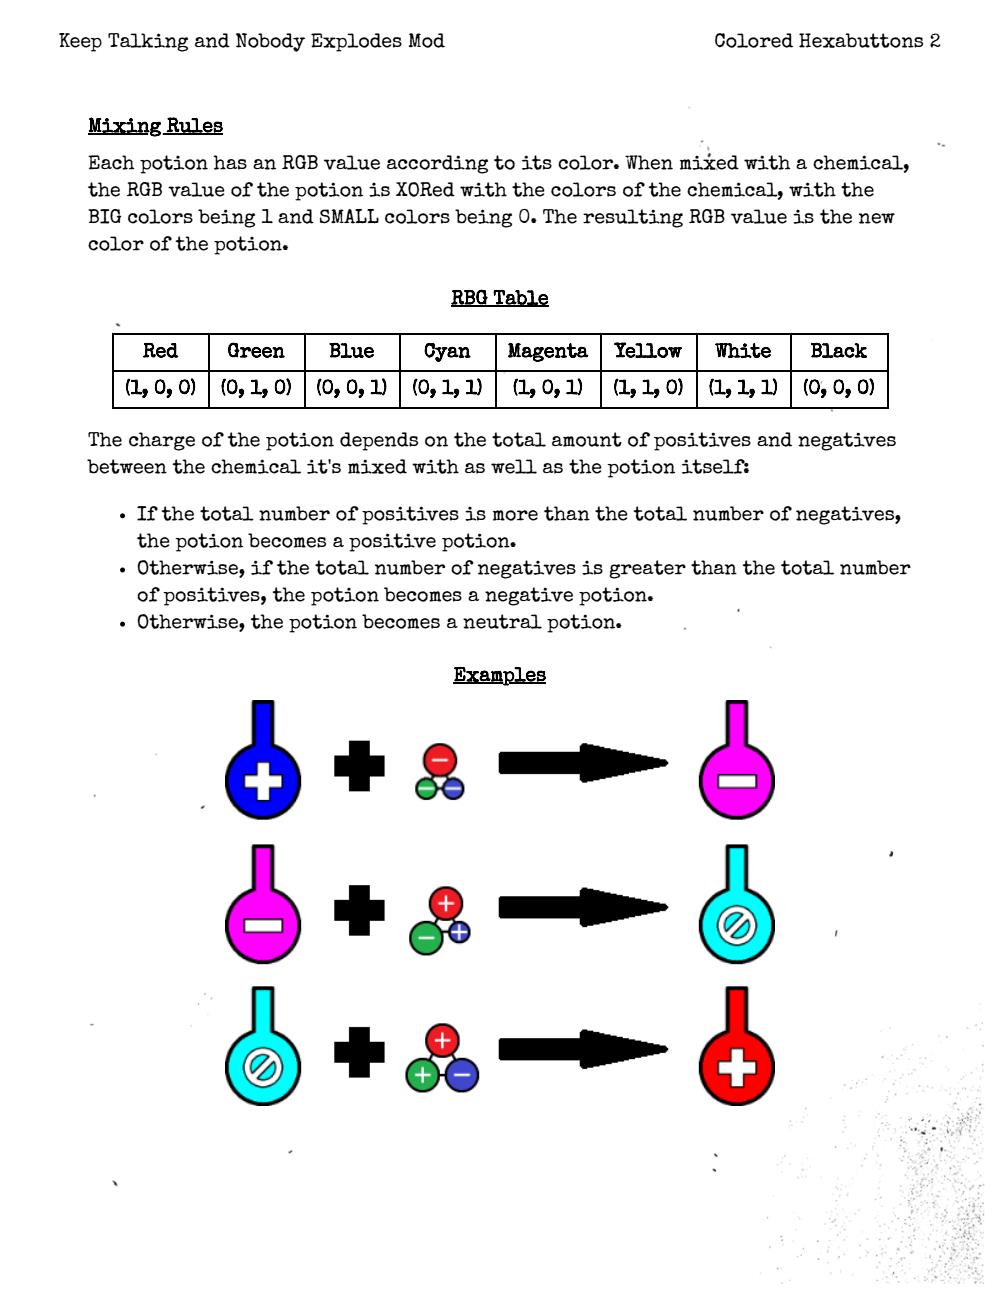 Keep Talking and Nobody Explodes Mod
Colored Hexabuttons 2
Mixing Rules
Each potion has an RGB value according to its color. When mixed with a chemical,
the RGB value of the potion is XORed with the colors of the chemical, with the
BIG colors being 1 and SMALL colors being 0. The resulting RGB value is the new
color of the potion.
RBG Table
Red Green Blue Cyan Magenta Yellow White Black
(1, 0, 0) (0, 1, 0) (0, 0, 1) (0, 1, 1) (1, 0, 1) (1, 1, 0) (1, 1, 1) (0, 0, 0)
The charge of the potion depends on the total amount of positives and negatives
between the chemical it's mixed with as well as the potion itself:
• If the total number of positives is more than the total number of negatives,
the potion becomes a positive potion.
• Otherwise, if the total number of negatives is greater than the total number
of positives, the potion becomes a negative potion.
• Otherwise, the potion becomes a neutral potion.
Examples